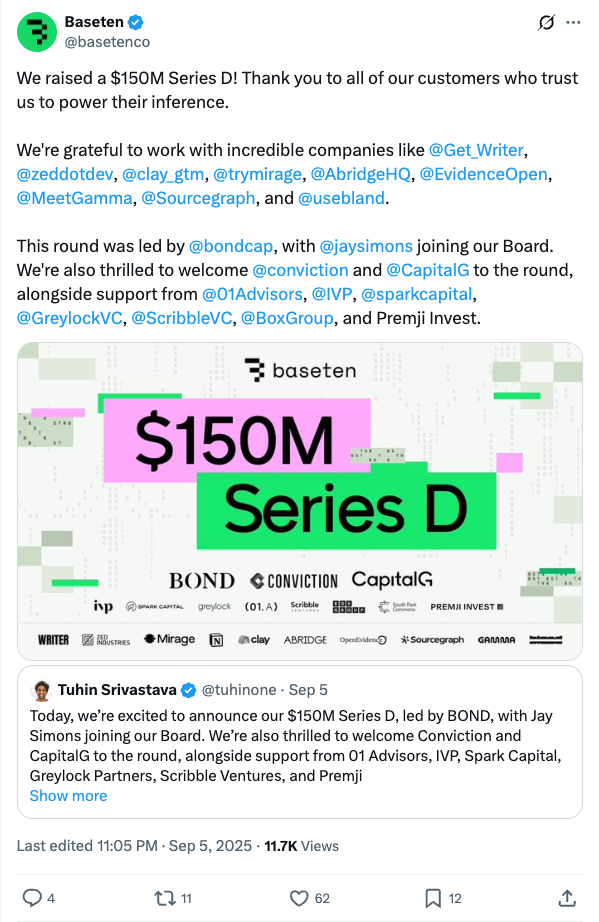 Baseten
@basetenco
We raised a $150M Series D! Thank you to all of our customers who trust
us to power their inference.
We're grateful to work with incredible companies like @Get_Writer,
@zeddotdev, @clay_gtm, @trymirage, @AbridgeHQ, @EvidenceOpen,
@MeetGamma, @Sourcegraph, and @usebland.
This round was led by @bondcap, with @jaysimons joining our Board.
We're also thrilled to welcome @conviction and @CapitalG to the round,
alongside support from @01Advisors, @IVP, @sparkcapital,
@GreylockVC, @ScribbleVC, @BoxGroup, and Premji Invest.
baseten
$150M
Series D
BOND CONVICTION CapitalG
ivp SPARK CAPITAL greylock (01.A) Scribble VENTURES BOX GROUP South Park Commons PREMJI INVEST
WRITER ZED INDUSTRIES Mirage clay ABRIDGE OpenEvidence Sourcegraph GAMMA
Tuhin Srivastava @tuhinone · Sep 5
Today, we're excited to announce our $150M Series D, led by BOND, with Jay
Simons joining our Board. We're also thrilled to welcome Conviction and
CapitalG to the round, alongside support from 01 Advisors, IVP, Spark Capital,
Greylock Partners, Scribble Ventures, and Premji
Show more
Last edited 11:05 PM · Sep 5, 2025 · 11.7K Views
4 11 62 12